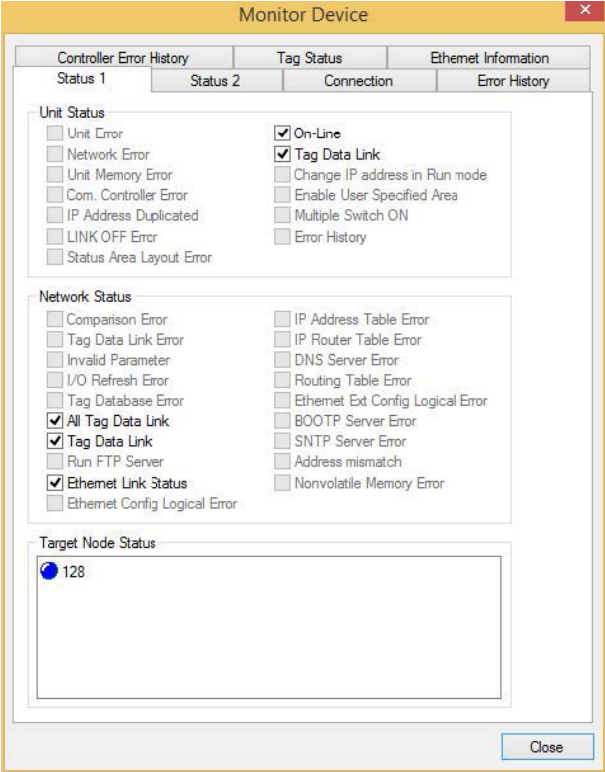 Monitor Device
Controller Error History
Tag Status
Ethernet Information
Status 1
Status 2
Connection
Error History
Unit Status
Unit Error
Network Error
Unit Memory Error
Com. Controller Error
IP Address Duplicated
LINK OFF Error
Status Area Layout Error
On-Line
Tag Data Link
Change IP address in Run mode
Enable User Specified Area
Multiple Switch ON
Error History
Network Status
Comparison Error
Tag Data Link Error
Invalid Parameter
I/O Refresh Error
Tag Database Error
All Tag Data Link
Tag Data Link
Run FTP Server
Ethernet Link Status
Ethernet Config Logical Error
IP Address Table Error
IP Router Table Error
DNS Server Error
Routing Table Error
Ethernet Ext Config Logical Error
BOOTP Server Error
SNTP Server Error
Address mismatch
Nonvolatile Memory Error
Target Node Status
128
Close